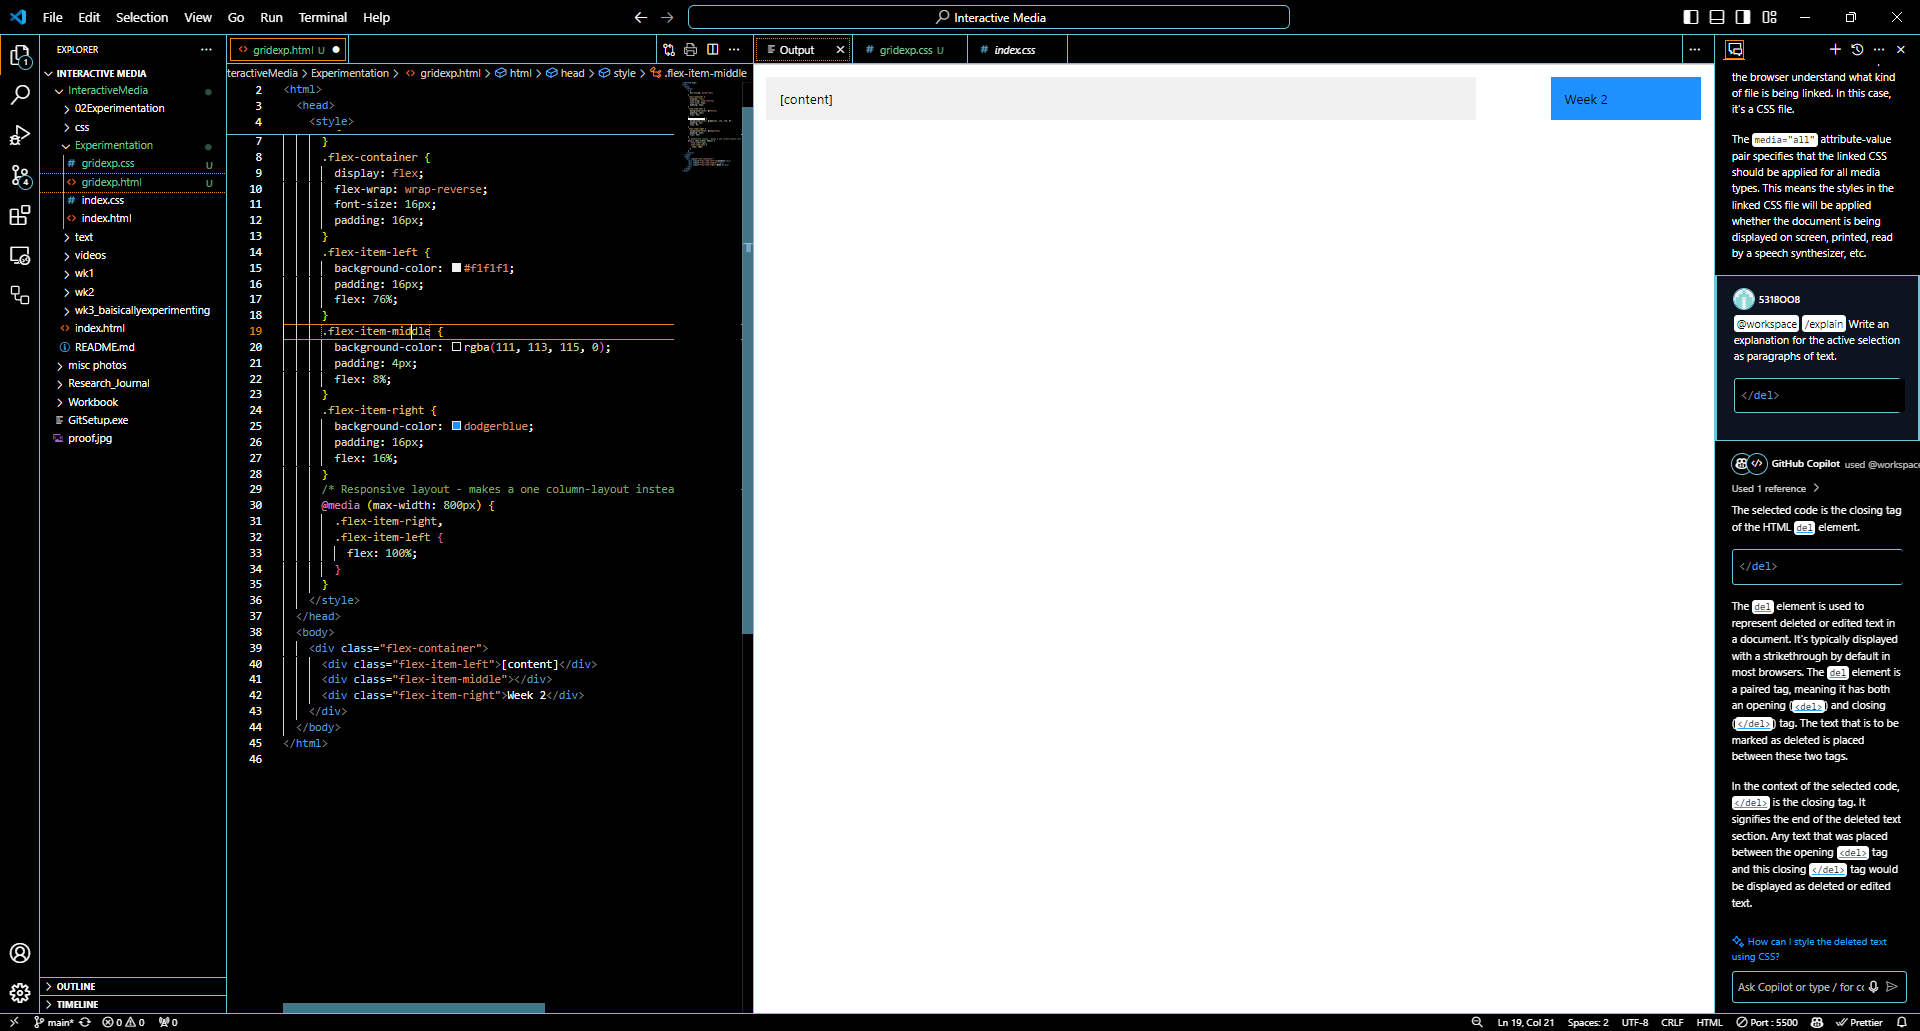 File Edit Selection View Go Run Terminal Help
Interactive Media
EXPLORER
INTERACTIVE MEDIA
InteractiveMedia
02Experimentation
css
Experimentation
# gridexp.css U
<> gridexp.html U
# index.css
<> index.html
text
videos
wk1
wk2
wk3_baisicallyexperimenting
<> index.html
README.md
misc photos
Research_Journal
Workbook
GitSetup.exe
proof.jpg
OUTLINE
TIMELINE
<> gridexp.html U
teractiveMedia > Experimentation > <> gridexp.html > html > head > style > .flex-item-middle
2 <html>
3 <head>
4 <style>
7 }
8 .flex-container {
9 display: flex;
10 flex-wrap: wrap-reverse;
11 font-size: 16px;
12 padding: 16px;
13 }
14 .flex-item-left {
15 background-color: #f1f1f1;
16 padding: 16px;
17 flex: 76%;
18 }
19 .flex-item-middle {
20 background-color: rgba(111, 113, 115, 0);
21 padding: 4px;
22 flex: 8%;
23 }
24 .flex-item-right {
25 background-color: dodgerblue;
26 padding: 16px;
27 flex: 16%;
28 }
29 /* Responsive layout - makes a one column-layout instea
30 @media (max-width: 800px) {
31 .flex-item-right,
32 .flex-item-left {
33 flex: 100%;
34 }
35 }
36 </style>
37 </head>
38 <body>
39 <div class="flex-container">
40 <div class="flex-item-left">[content]</div>
41 <div class="flex-item-middle"></div>
42 <div class="flex-item-right">Week 2</div>
43 </div>
44 </body>
45 </html>
46
Output # gridexp.css U # index.css
[content] Week 2
the browser understand what kind
of file is being linked. In this case,
it's a CSS file.
The media="all" attribute-value
pair specifies that the linked CSS
should be applied for all media
types. This means the styles in the
linked CSS file will be applied
whether the document is being
displayed on screen, printed, read
by a speech synthesizer, etc.
5318OO8
@workspace /explain Write an
explanation for the active selection
as paragraphs of text.
</del>
GitHub Copilot used @workspace
Used 1 reference >
The selected code is the closing tag
of the HTML del element.
</del>
The del element is used to
represent deleted or edited text in
a document. It's typically displayed
with a strikethrough by default in
most browsers. The del element is
a paired tag, meaning it has both
an opening (<del>) and closing
(</del>) tag. The text that is to be
marked as deleted is placed
between these two tags.
In the context of the selected code,
</del> is the closing tag. It
signifies the end of the deleted text
section. Any text that was placed
between the opening <del> tag
and this closing </del> tag would
be displayed as deleted or edited
text.
How can I style the deleted text
using CSS?
Ask Copilot or type / for co
main* 0 0 0
Ln 19, Col 21 Spaces: 2 UTF-8 CRLF HTML Port : 5500 Prettier